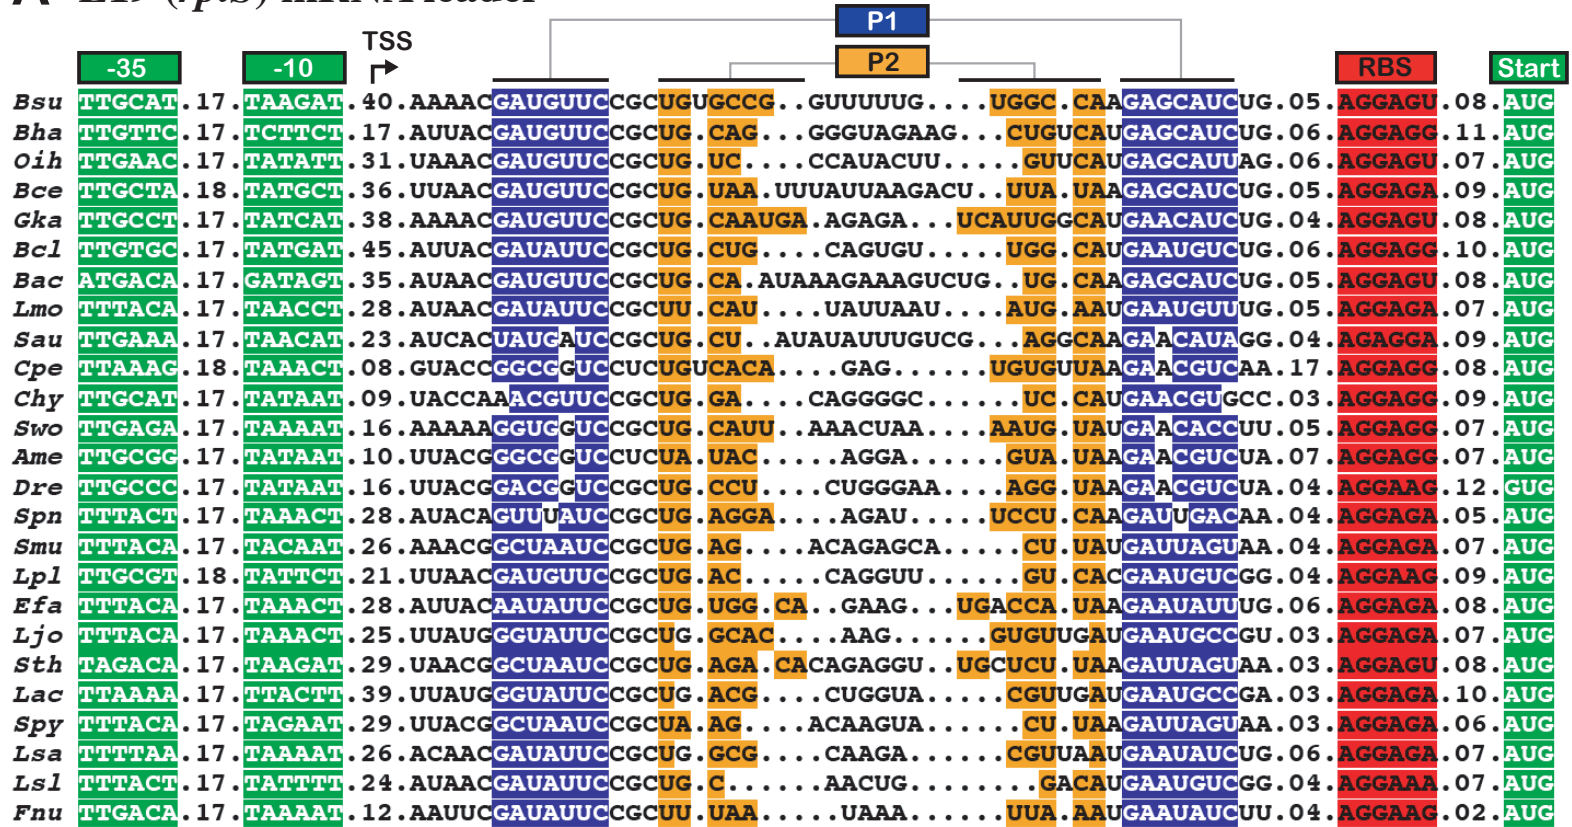 A L19 (rplS) mRNA leader
P1
TSS
P2
-35 -10 RBS Start
Bsu TTGCAT.17.TAAGAT.40.AAAACGAUGUUCCGCUGUGCCG..GUUUUUG....UGGC.CAAGAGCAUCUG.05.AGGAGU.08.AUG
Bha TTGTTC.17.TCTTCT.17.AUUACGAUGUUCCGCUG.CAG...GGGUAGAAG...CUGUCAUGAGCAUCUG.06.AGGAGG.11.AUG
Oih TTGAAC.17.TATATT.31.UAAACGAUGUUCCGCUG.UC....CCAUACUU.....GUUCAUGAGCAUUAG.06.AGGAGU.07.AUG
Bce TTGCTA.18.TATGCT.36.UUAACGAUGUUCCGCUG.UAA.UUUAUUAAGACU..UUA.UAAGAGCAUCUG.05.AGGAGA.09.AUG
Gka TTGCCT.17.TATCAT.38.AAAACGAUGUUCCGCUG.CAAUGA.AGAGA...UCAUUGGCAUGAACAUCUG.04.AGGAGU.08.AUG
Bcl TTGTGC.17.TATGAT.45.AUUACGAUAUUCCGCUG.CUG....CAGUGU.....UGG.CAUGAAUGUCUG.06.AGGAGG.10.AUG
Bac ATGACA.17.GATAGT.35.AUAACGAUGUUCCGCUG.CA.AUAAAGAAAGUCUG..UG.CAAGAGCAUCUG.05.AGGAGU.08.AUG
Lmo TTTACA.17.TAACCT.28.AUAACGAUAUUCCGCUU.CAU....UAUUAAU....AUG.AAUGAAUGUUUG.05.AGGAGA.07.AUG
Sau TTGAAA.17.TAACAT.23.AUCACUAUGAUCCGCUG.CU..AUAUAUUUGUCG...AGGCAAGAACAUAGG.04.AGAGGA.09.AUG
Cpe TTAAAG.18.TAAACT.08.GUACCGGCGGUCCUCUGUCACA....GAG......UGUGUUAAGAACGUCAA.17.AGGAGG.08.AUG
Chy TTGCAT.17.TATAAT.09.UACCAAACGUUCCGCUG.GA....CAGGGGC......UC.CAUGAACGUGCC.03.AGGAGG.09.AUG
Swo TTGAGA.17.TAAAAT.16.AAAAAGGUGGUCCGCUG.CAUU..AAACUAA....AAUG.UAUGAACACCUU.05.AGGAGG.07.AUG
Ame TTGCGG.17.TATAAT.10.UUACGGGCGGUCCUCUA.UAC.....AGGA......GUA.UAAGAACGUCUA.07.AGGAGG.07.AUG
Dre TTGCCC.17.TATAAT.16.UUACGGACGGUCCGCUG.CCU....CUGGGAA....AGG.UAAGAACGUCUA.04.AGGAAG.12.GUG
Spn TTTACT.17.TAAACT.28.AUACAGUUUAUCCGCUG.AGGA....AGAU.....UCCU.CAAGAUUGACAA.04.AGGAGG.05.AUG
Smu TTTACA.17.TACAAT.26.AAACGGCUAAUCCGCUG.AG....ACAGAGCA.....CU.UAUGAUUAGUAA.04.AGGAGA.07.AUG
Lpl TTGCGT.18.TATTCT.21.UUAACGAUGUUCCGCUG.AC.....CAGGUU......GU.CACGAAUGUCGG.04.AGGAAG.09.AUG
Efa TTTACA.17.TAAACT.28.AUUACAAUAUUCCGCUG.UGG.CA..GAAG...UGACCA.UAAGAAUAUUUG.06.AGGAGA.08.AUG
Ljo TTTACA.17.TAAACT.25.UUAUGGGUAUUCCGCUG.GCAC....AAG......GUGUUGAUGAAUGCCGU.03.AGGAGA.07.AUG
Sth TAGACA.17.TAAGAT.29.UAACGGCUAAUCCGCUG.AGA.CACAGAGGU..UGCUCU.UAAGAUUAGUAA.03.AGGAGU.08.AUG
Lac TTAAAA.17.TTACTT.39.UUAUGGGUAUUCCGCUG.ACG....CUGGUA.....CGUUGAUGAAUGCCGA.03.AGGAGA.10.AUG
Spy TTTACA.17.TAGAAT.29.UUACGGCUAAUCCGCUA.AG....ACAAGUA......CU.UAAGAUUAGUAA.03.AGGAGA.06.AUG
Lsa TTTTAA.17.TAAAAT.26.ACAACGAUAUUCCGCUG.GCG....CAAGA......CGUUAAUGAAUAUCUG.06.AGGAGA.07.AUG
Lsl TTTACT.17.TATTTT.24.AUAACGAUAUUCCGCUG.C......AACUG........GACAUGAAUGUCGG.04.AGGAAA.07.AUG
Fnu TTGACA.17.TAAAAT.12.AAUUCGAUAUUCCGCUU.UAA.....UAAA......UUA.AAUGAAUAUCUU.04.AGGAAG.02.AUG